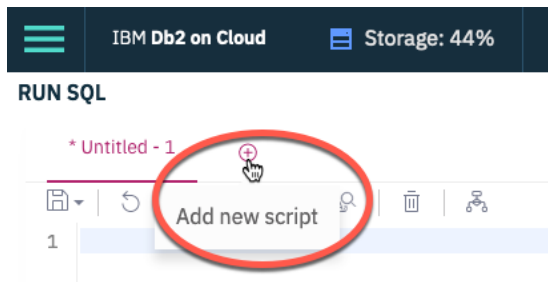 IBM Db2 on Cloud
Storage: 44%
RUN SQL
* Untitled - 1
Add new script
1